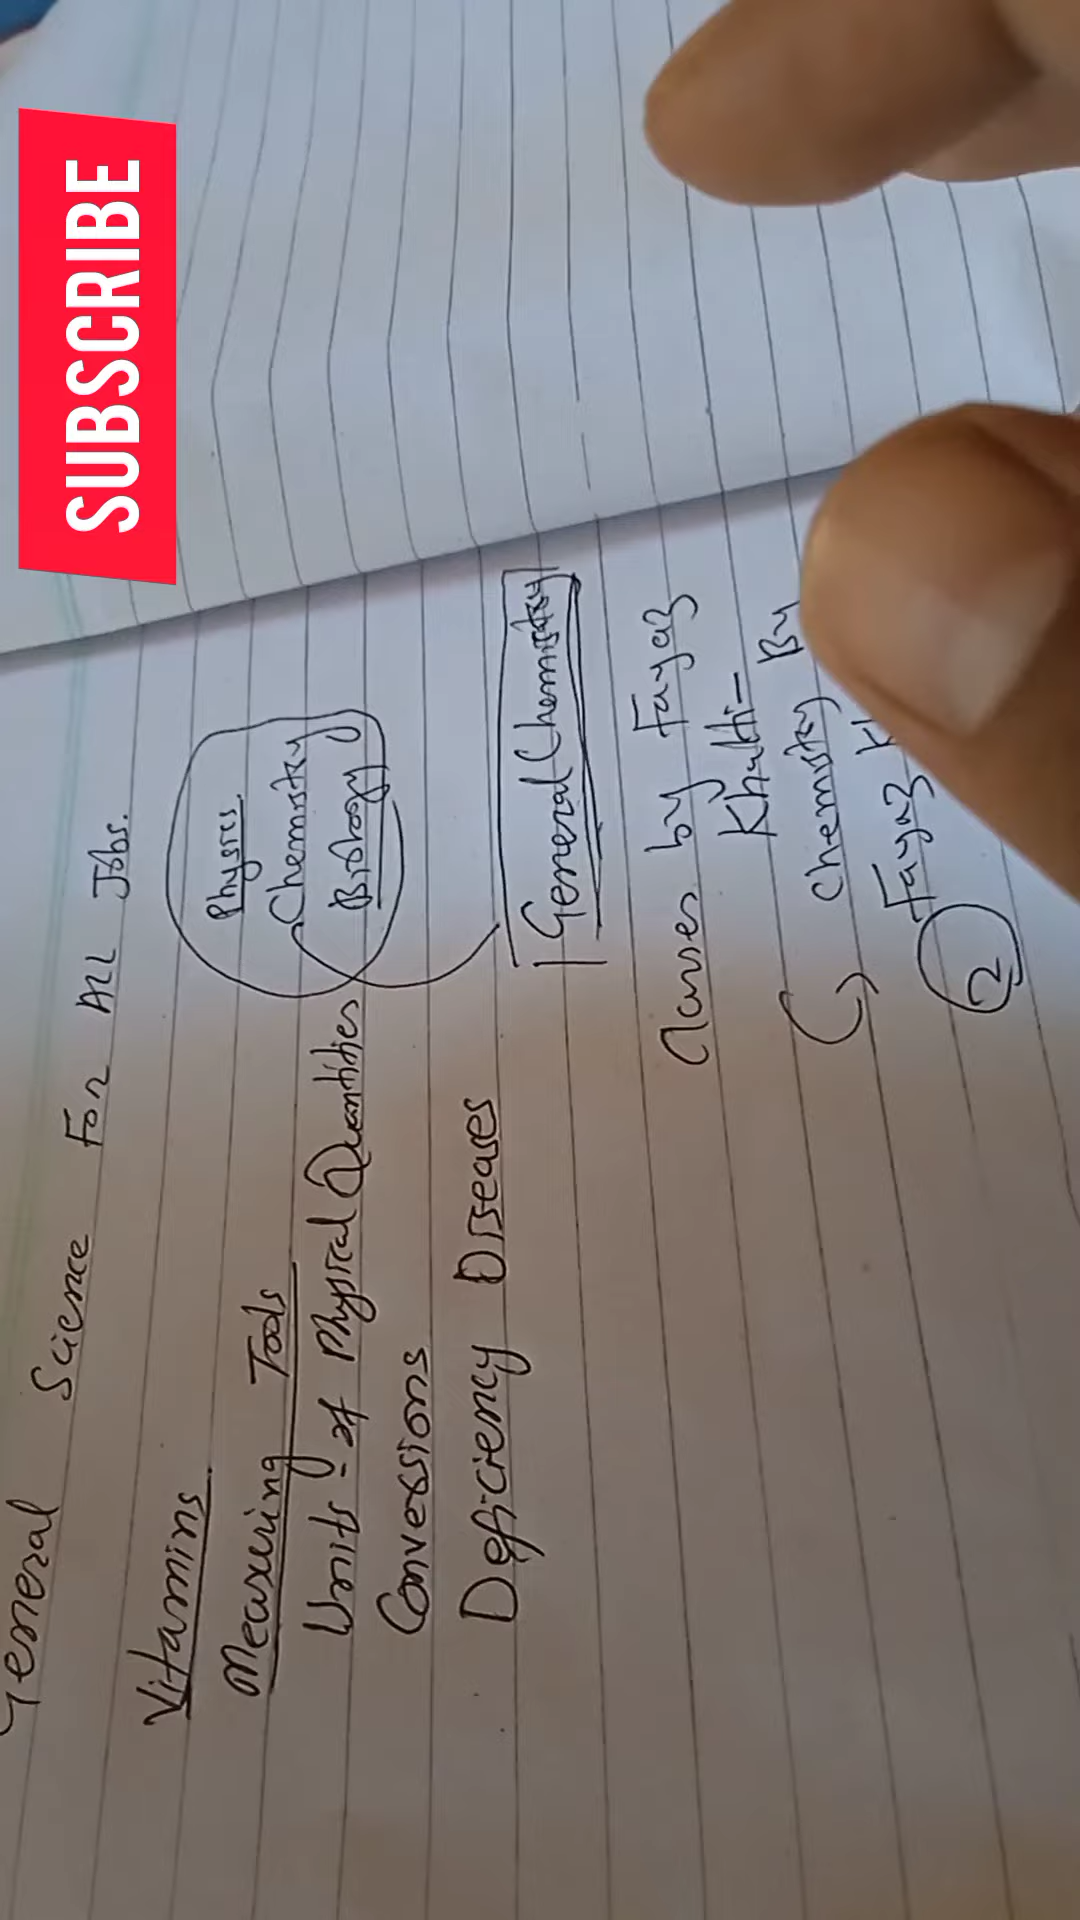 SUBSCRIBE
General Science For All Jobs.
Vitamins
Measuring Tools
Units of Physical Quantities
Conversions
Deficiency Diseases
Physics
Chemistry
Biology
General Chemistry
Classes by Fayaz
Khulti-
Chemistry By
Fayaz
2